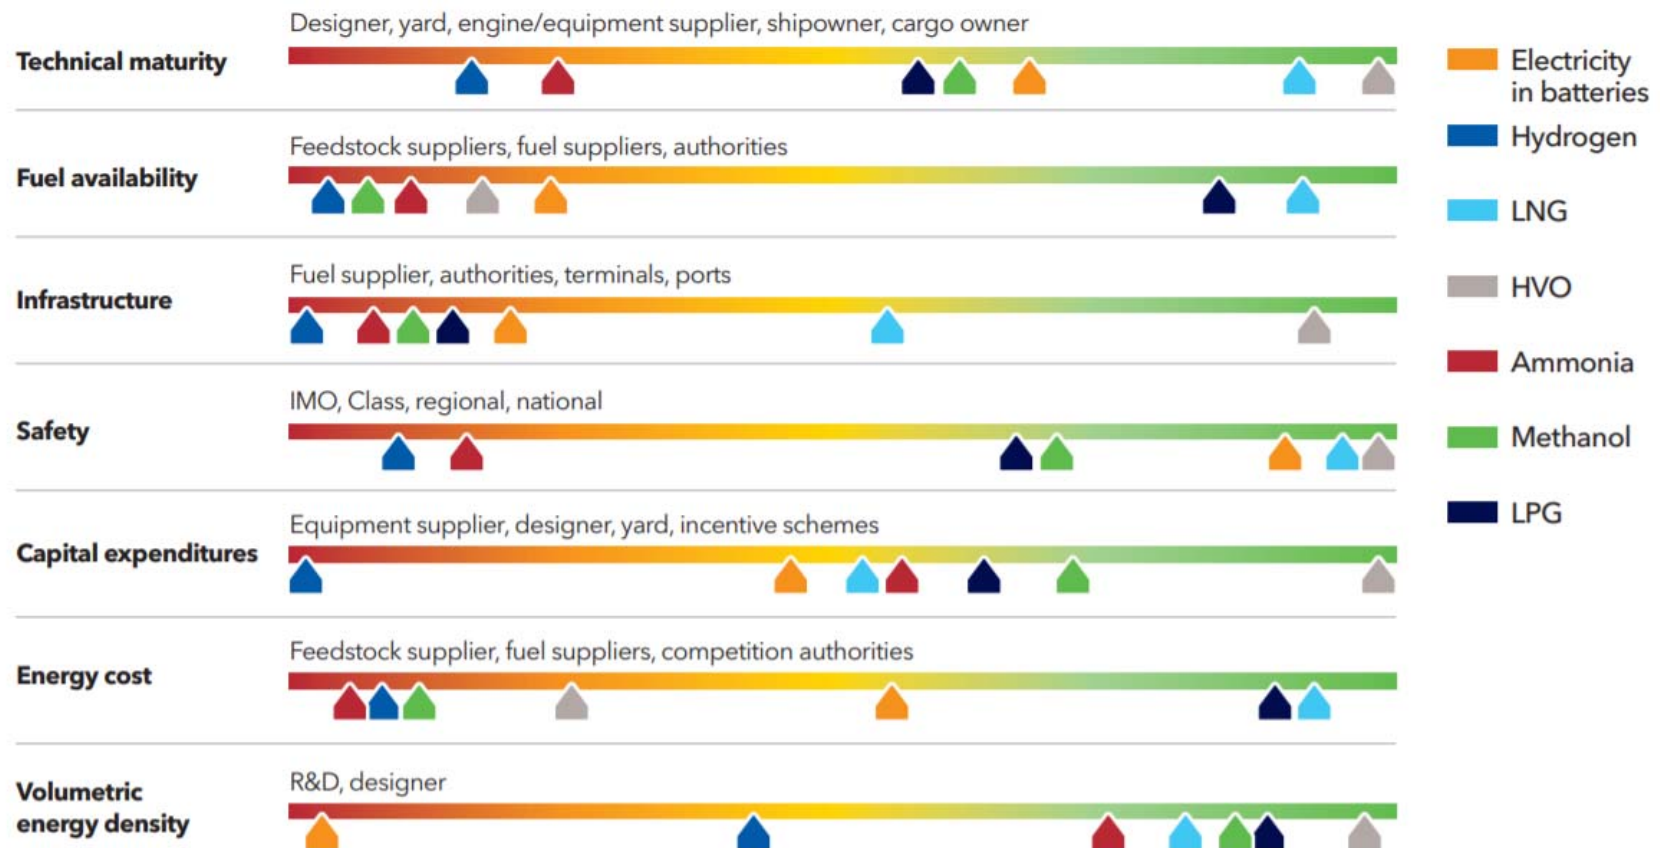 Designer, yard, engine/equipment supplier, shipowner, cargo owner
Technical maturity
Feedstock suppliers, fuel suppliers, authorities
Fuel availability
Fuel supplier, authorities, terminals, ports
Infrastructure
IMO, Class, regional, national
Safety
Equipment supplier, designer, yard, incentive schemes
Capital expenditures
Feedstock supplier, fuel suppliers, competition authorities
Energy cost
R&D, designer
Volumetric
energy density
Electricity
in batteries
Hydrogen
LNG
HVO
Ammonia
Methanol
LPG